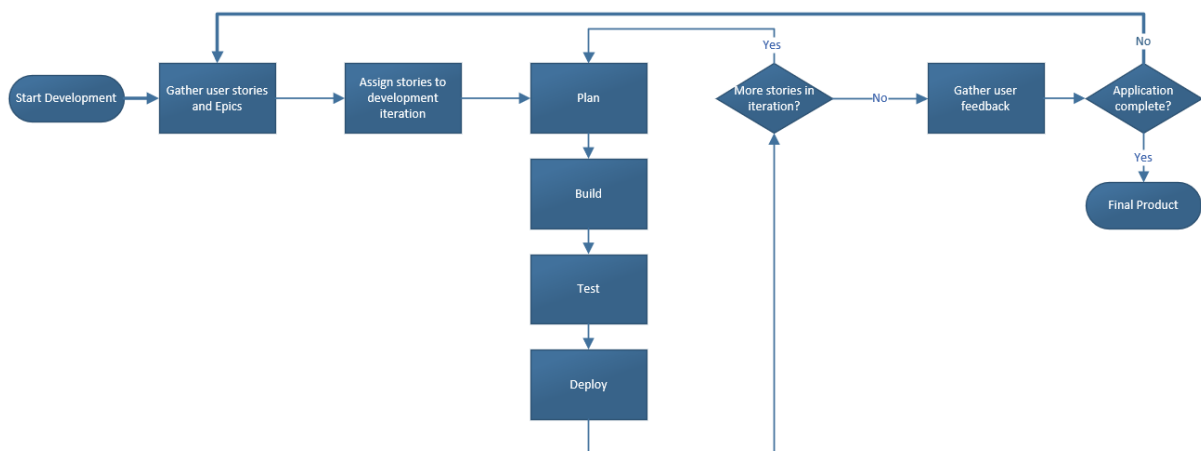 No
Yes
Start Development
Gather user stories
and Epics
Assign stories to
development
iteration
Plan
More stories in
iteration?
No
Gather user
feedback
Application
complete?
Yes
Build
Final Product
Test
Deploy